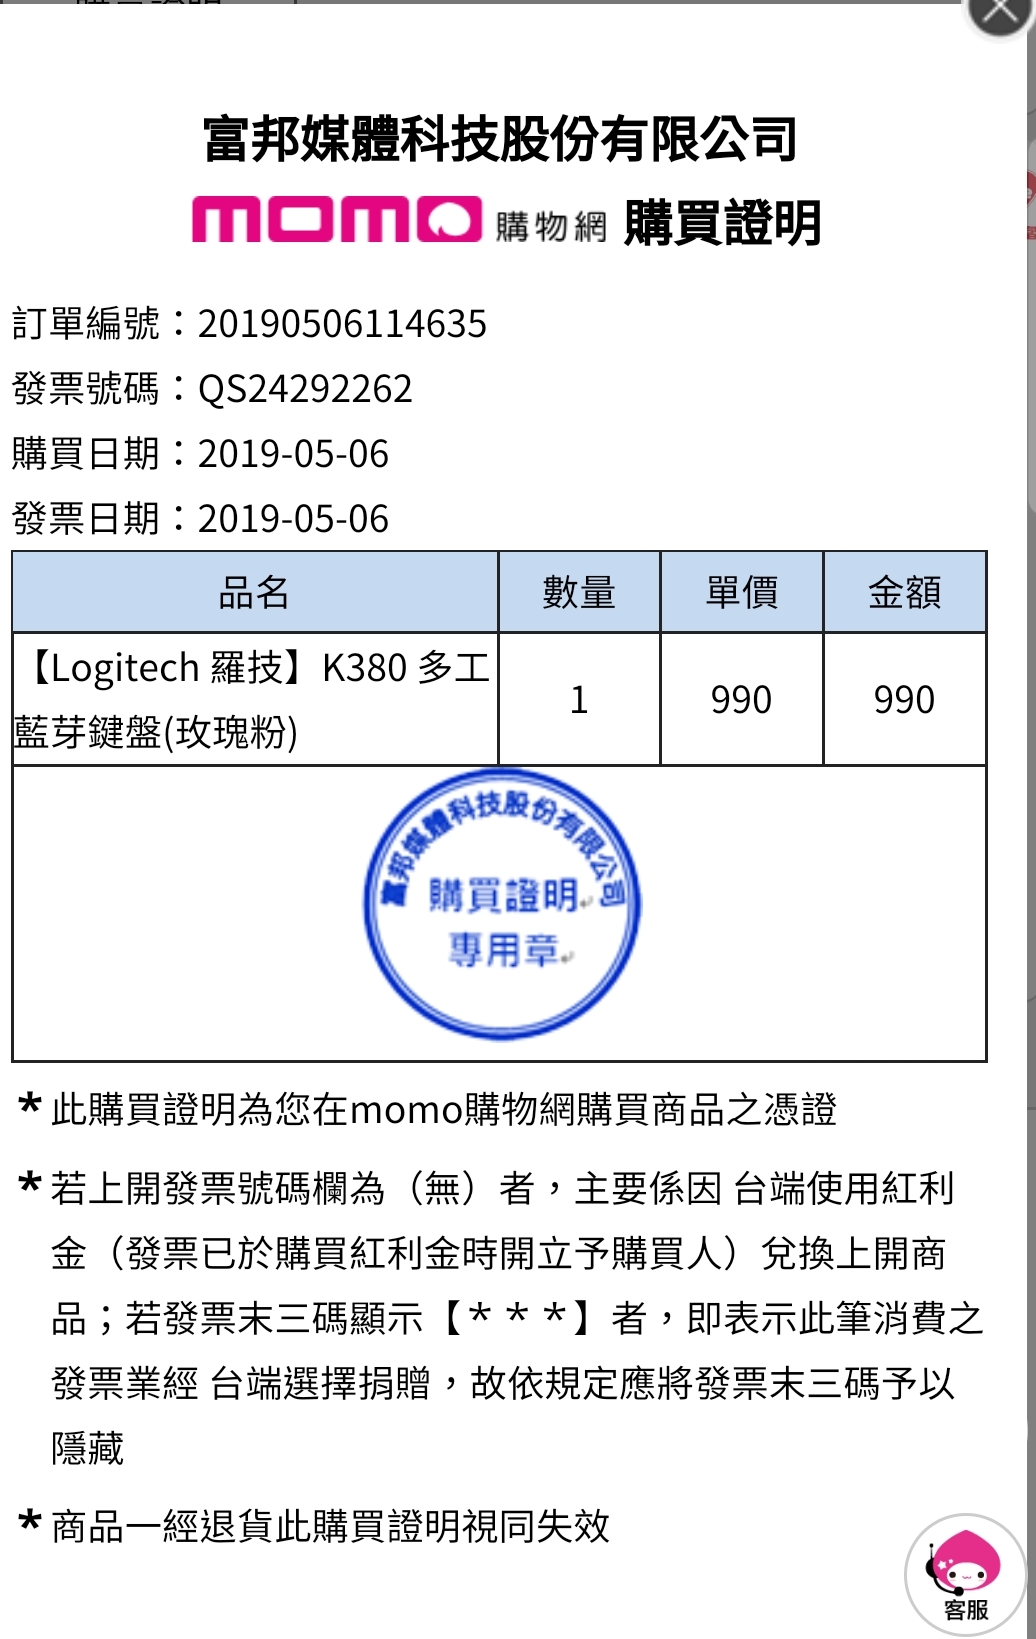 富邦媒體科技股份有限公司
momo 購物網 購買證明
訂單編號：20190506114635
發票號碼：QS24292262
購買日期：2019-05-06
發票日期：2019-05-06
品名 數量 單價 金額
【Logitech 羅技】K380 多工
藍芽鍵盤(玫瑰粉)
1 990 990
富邦媒體科技股份有限公司
購買證明
專用章
* 此購買證明為您在momo購物網購買商品之憑證
* 若上開發票號碼欄為（無）者，主要係因 台端使用紅利
金（發票已於購買紅利金時開立予購買人）兌換上開商
品；若發票末三碼顯示【***】者，即表示此筆消費之
發票業經 台端選擇捐贈，故依規定應將發票末三碼予以
隱藏
* 商品一經退貨此購買證明視同失效
客服